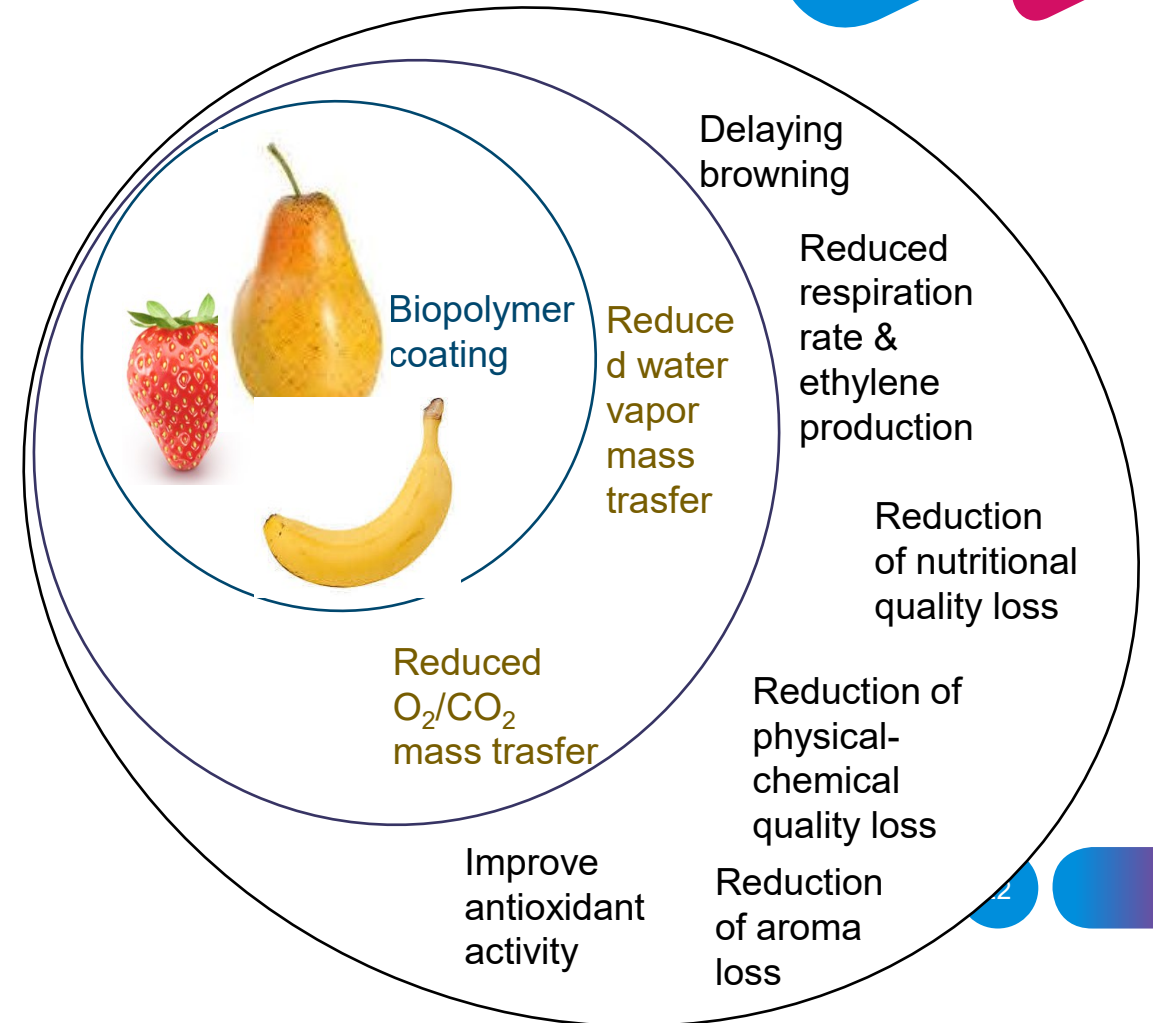 Delaying
browning
Reduced
respiration
rate &
ethylene
production
Biopolymer
coating
Reduce
d water
vapor
mass
trasfer
Reduction
of nutritional
quality loss
Reduced
O₂/CO₂
mass trasfer
Reduction of
physical-
chemical
quality loss
Improve
antioxidant
activity
Reduction
of aroma
loss